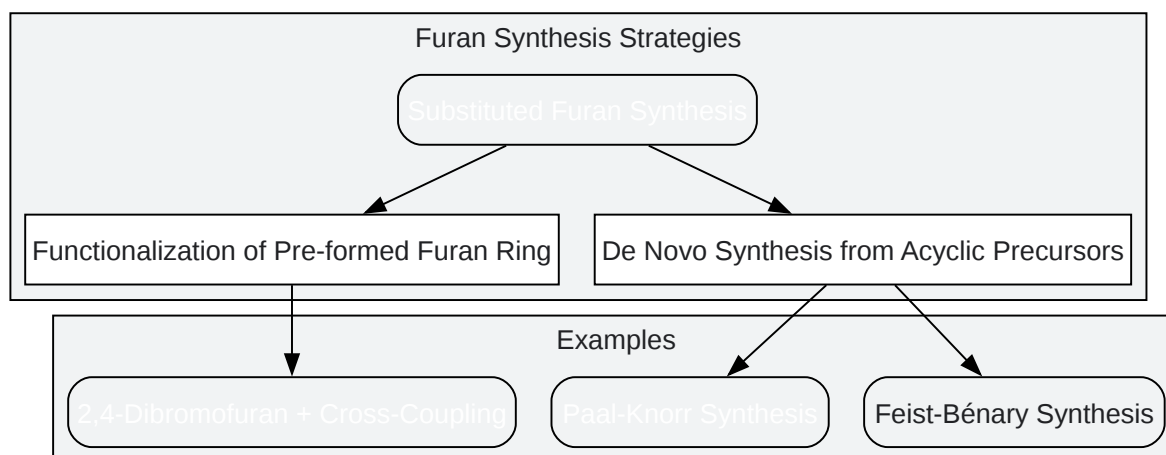 Furan Synthesis Strategies
Substituted Furan Synthesis
Functionalization of Pre-formed Furan Ring
De Novo Synthesis from Acyclic Precursors
Examples
2,4-Dibromofuran + Cross-Coupling
Paal-Knorr Synthesis
Feist-Bénary Synthesis